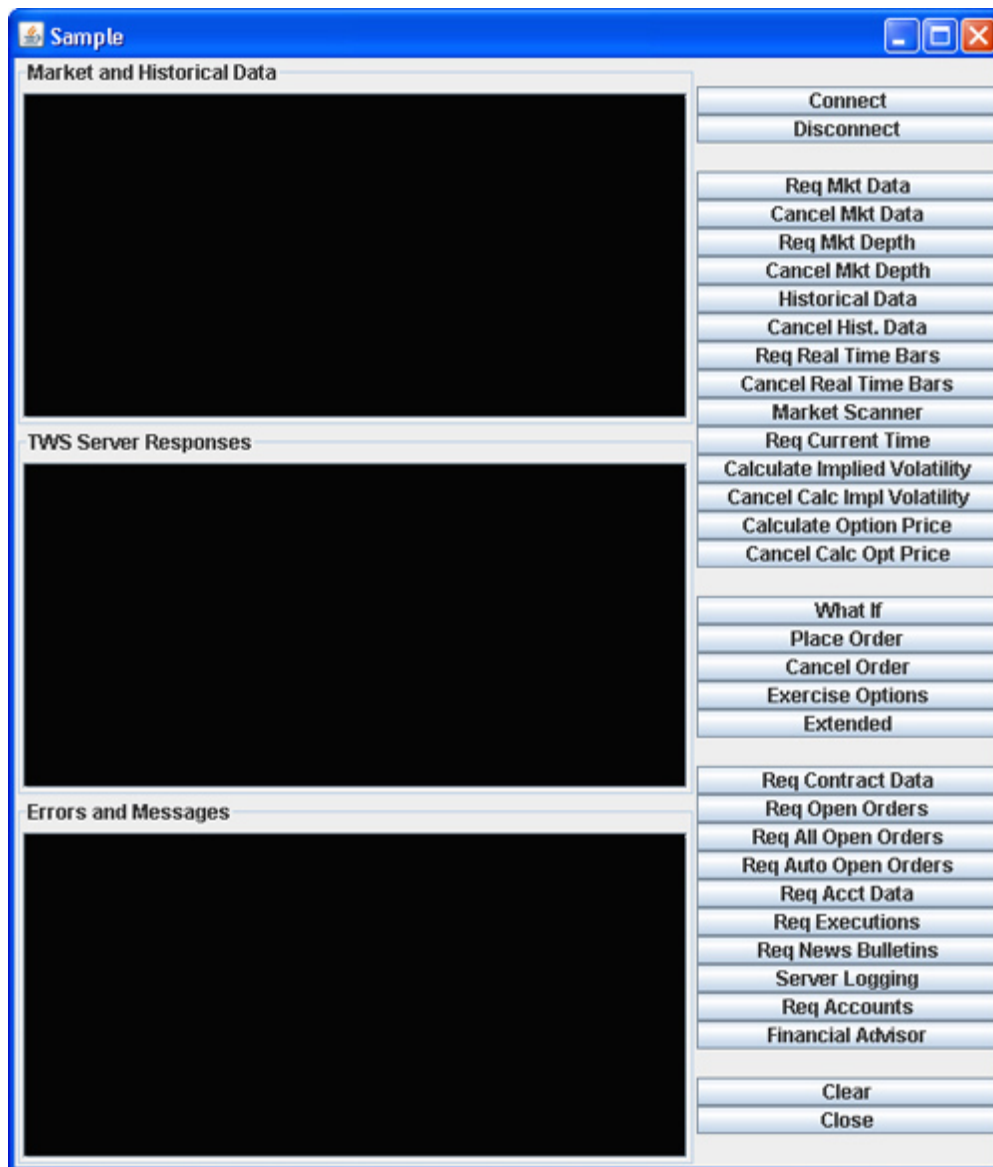 Sample
Market and Historical Data
Connect
Disconnect
Req Mkt Data
Cancel Mkt Data
Req Mkt Depth
Cancel Mkt Depth
Historical Data
Cancel Hist. Data
Req Real Time Bars
Cancel Real Time Bars
Market Scanner
Req Current Time
Calculate Implied Volatility
Cancel Calc Impl Volatility
Calculate Option Price
Cancel Calc Opt Price
What If
Place Order
Cancel Order
Exercise Options
Extended
Req Contract Data
Req Open Orders
Req All Open Orders
Req Auto Open Orders
Req Acct Data
Req Executions
Req News Bulletins
Server Logging
Req Accounts
Financial Advisor
Clear
Close
TWS Server Responses
Errors and Messages